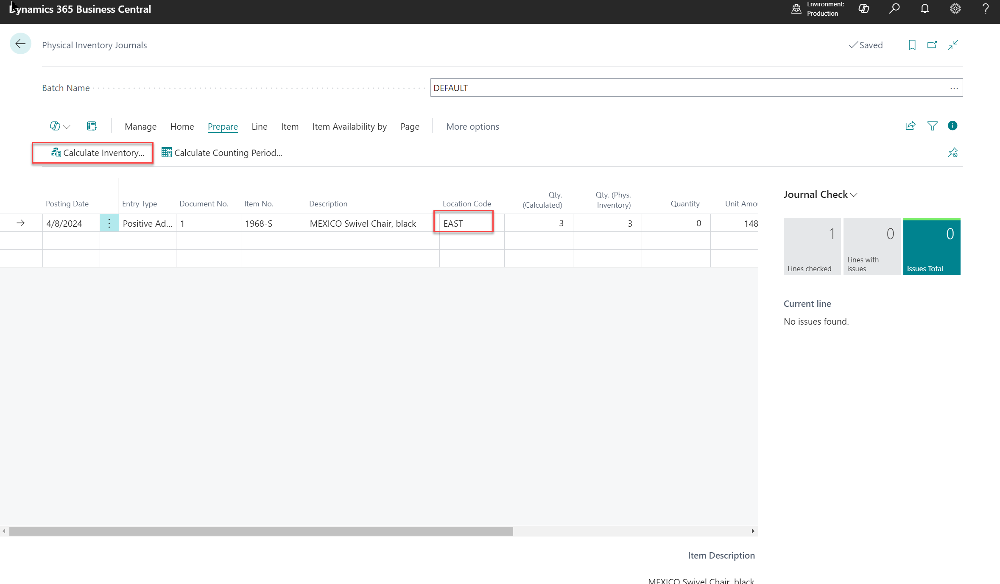 Dynamics 365 Business Central
Environment:
Production
?
Physical Inventory Journals
Saved
Batch Name
DEFAULT
Manage Home Prepare Line Item Item Availability by Page More options
Calculate Inventory... Calculate Counting Period...
Posting Date Entry Type Document No. Item No. Description Location Code Qty. (Calculated) Qty. (Phys. Inventory) Quantity Unit Amou
4/8/2024 Positive Ad... 1 1968-S MEXICO Swivel Chair, black EAST 3 3 0 148
Journal Check
1 0 0
Lines checked Lines with issues Issues Total
Current line
No issues found.
Item Description
MEXICO Swivel Chair, black